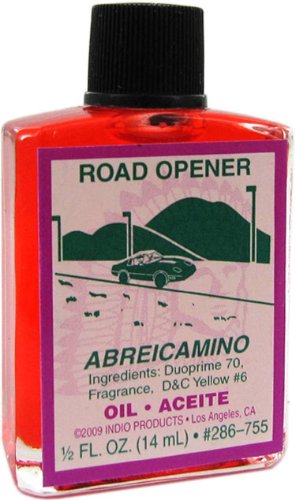 ROAD OPENER
ABREICAMINO
Ingredients: Duoprime 70,
Fragrance, D&C Yellow #6
OIL • ACEITE
©2009 INDIO PRODUCTS • Los Angeles, CA
½ FL. OZ. (14 mL) • #286-755